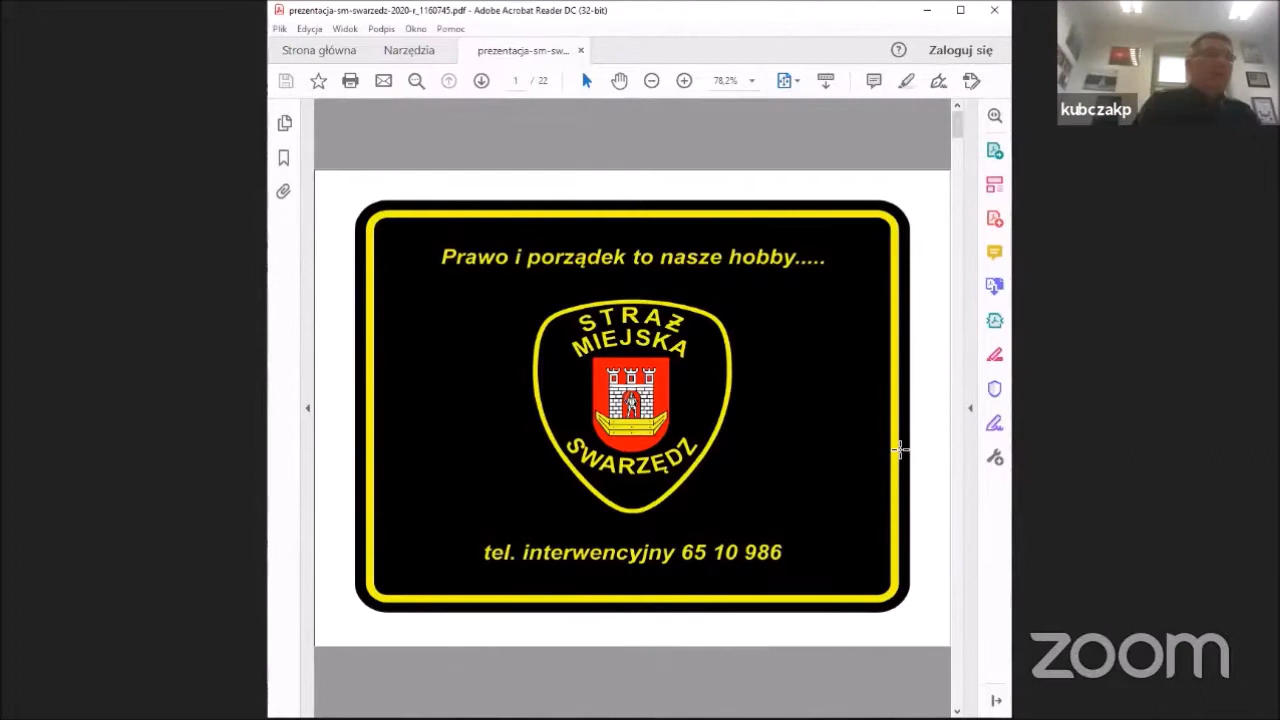 prezentacja-sm-swarzedz-2020-r_1160745.pdf - Adobe Acrobat Reader DC (32-bit)
Plik Edycja Widok Podpis Okno Pomoc
Strona główna Narzędzia prezentacja-sm-sw... Zaloguj się
1 / 22 78,2%
kubczakp
Prawo i porządek to nasze hobby.....
STRAŻ
MIEJSKA
SWARZĘDZ
tel. interwencyjny 65 10 986
zoom